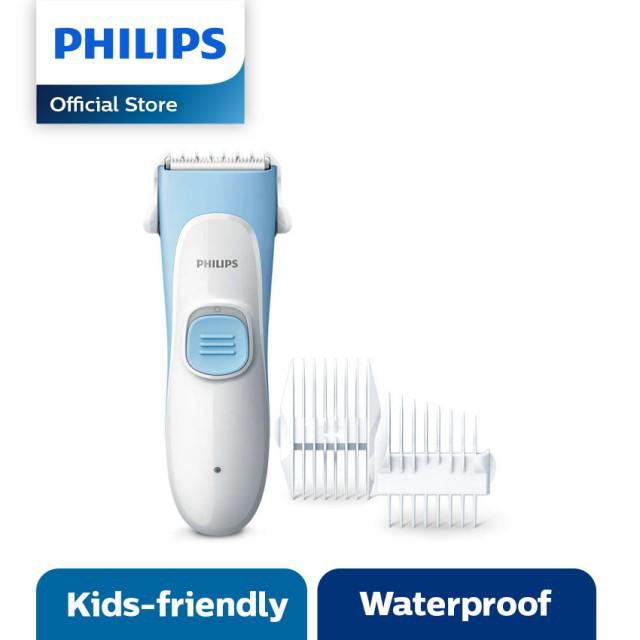 PHILIPS
Official Store
PHILIPS
Kids-friendly
Waterproof